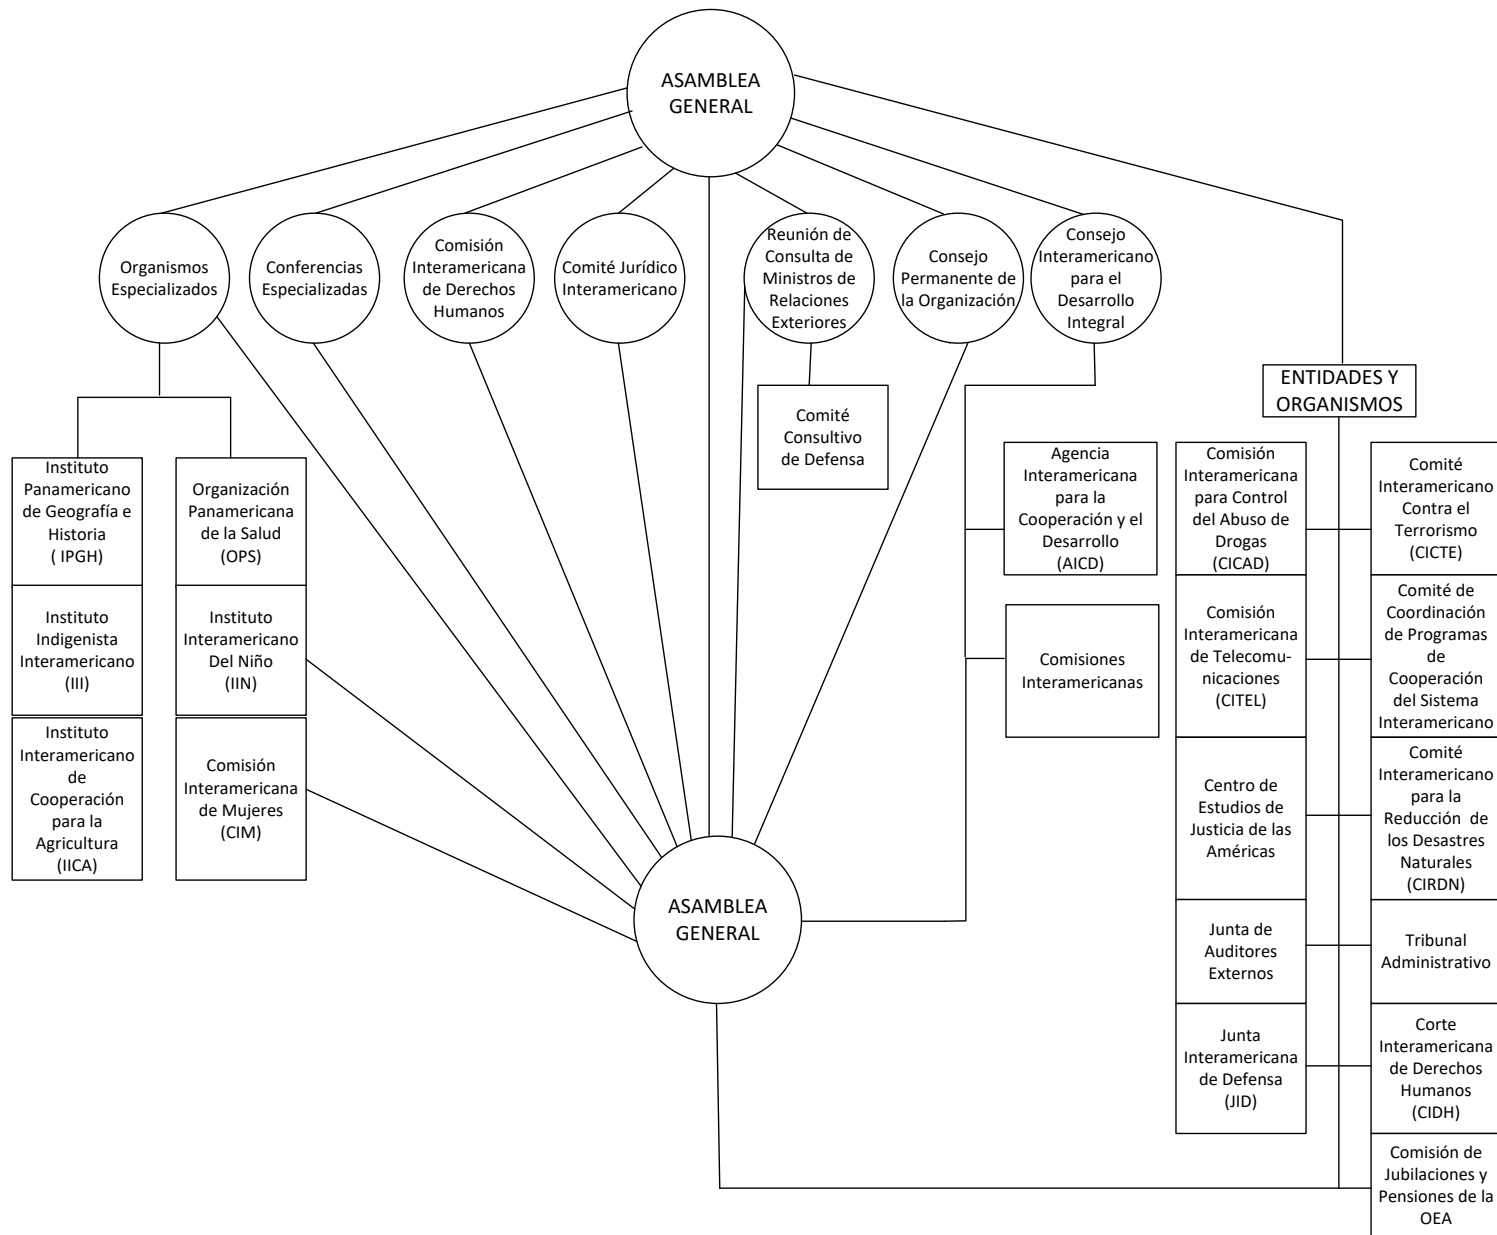 ASAMBLEA
GENERAL
Organismos
Especializados
Conferencias
Especializadas
Comisión
Interamericana
de Derechos
Humanos
Comité Jurídico
Interamericano
Reunión de
Consulta de
Ministros de
Relaciones
Exteriores
Consejo
Permanente de
la Organización
Consejo
Interamericano
para el
Desarrollo
Integral
ENTIDADES Y
ORGANISMOS
Comité
Consultivo
de Defensa
Instituto
Panamericano
de Geografía e
Historia
( IPGH)
Organización
Panamericana
de la Salud
(OPS)
Instituto
Indigenista
Interamericano
(III)
Instituto
Interamericano
Del Niño
(IIN)
Instituto
Interamericano
de
Cooperación
para la
Agricultura
(IICA)
Comisión
Interamericana
de Mujeres
(CIM)
Agencia
Interamericana
para la
Cooperación y el
Desarrollo
(AICD)
Comisiones
Interamericanas
Comisión
Interamericana
para Control
del Abuso de
Drogas
(CICAD)
Comité
Interamericano
Contra el
Terrorismo
(CICTE)
Comisión
Interamericana
de Telecomu-
nicaciones
(CITEL)
Comité de
Coordinación
de Programas
de
Cooperación
del Sistema
Interamericano
Centro de
Estudios de
Justicia de las
Américas
Comité
Interamericano
para la
Reducción  de
los Desastres
Naturales
(CIRDN)
Junta de
Auditores
Externos
Tribunal
Administrativo
Junta
Interamericana
de Defensa
(JID)
Corte
Interamericana
de Derechos
Humanos
(CIDH)
Comisión de
Jubilaciones y
Pensiones de la
OEA
ASAMBLEA
GENERAL